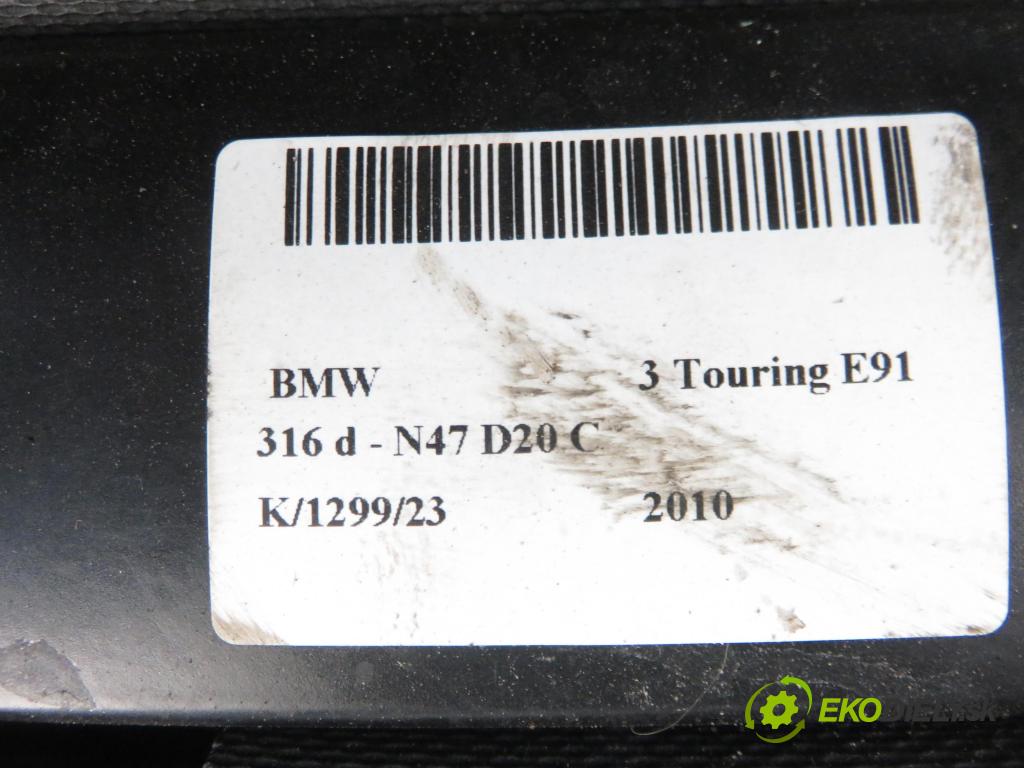 BMW 3 Touring E91
316 d - N47 D20 C
K/1299/23 2010
EKODIELY.SK